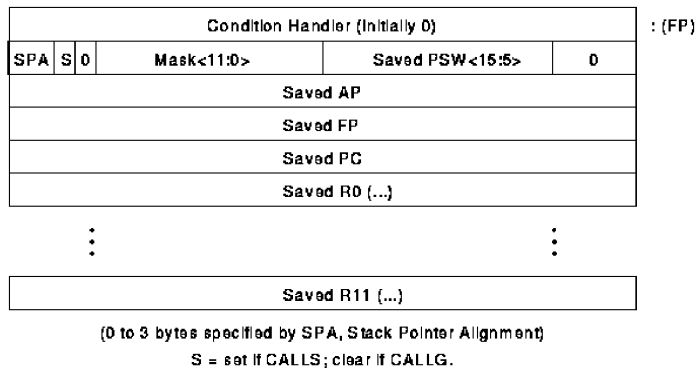 Condition Handler (Initially 0) : (FP)
SPA S 0 Mask<11:0> Saved PSW<15:5> 0
Saved AP
Saved FP
Saved PC
Saved R0 (...)
Saved R11 (...)
(0 to 3 bytes specified by SPA, Stack Pointer Alignment)
S = set if CALLS; clear if CALLG.